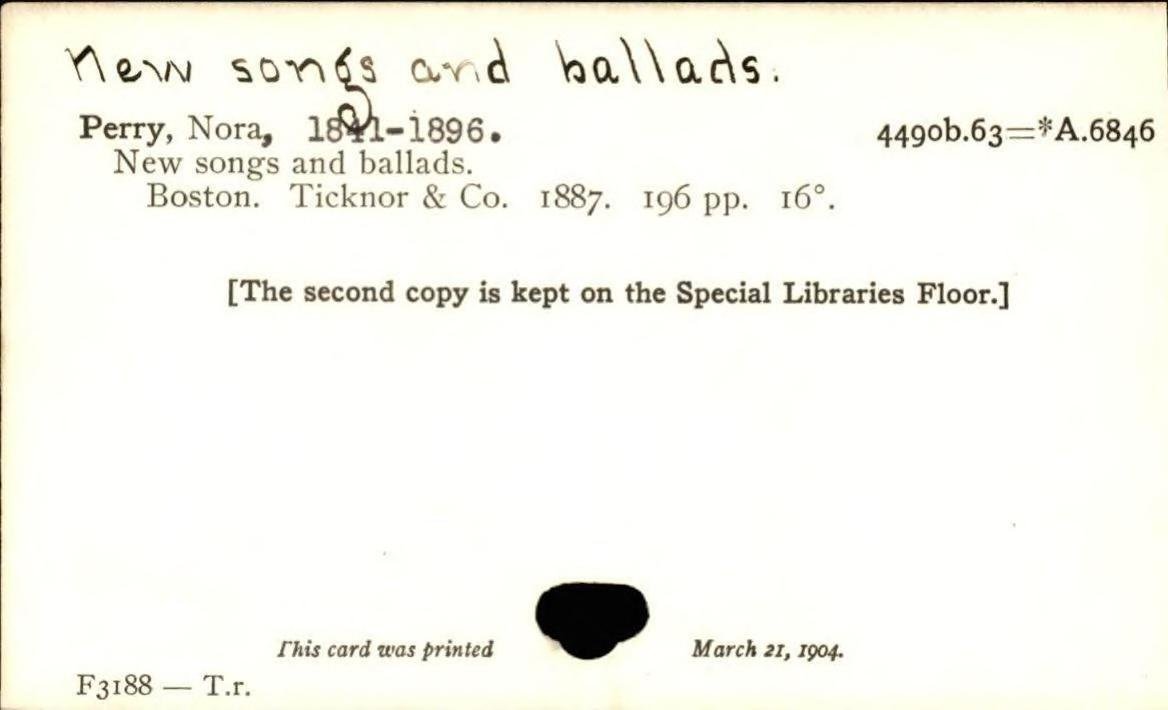 New songs and ballads.
Perry, Nora, 1841-1896. 4490b.63=*A.6846
New songs and ballads.
Boston. Ticknor & Co. 1887. 196 pp. 16°.
[The second copy is kept on the Special Libraries Floor.]
This card was printed March 21, 1904.
F3188 — T.r.